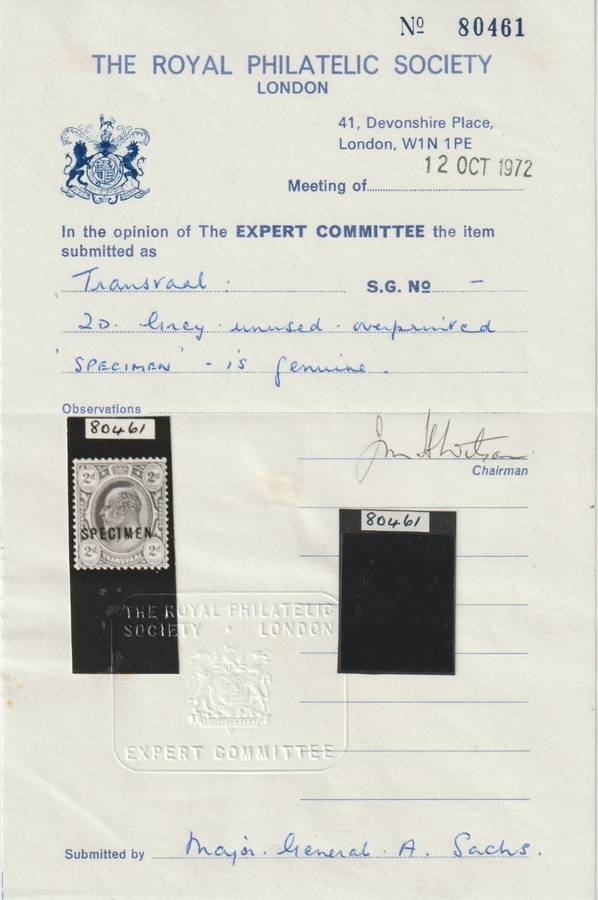 Nº 80461
THE ROYAL PHILATELIC SOCIETY
LONDON
41, Devonshire Place,
London, W1N 1PE
12 OCT 1972
Meeting of
In the opinion of The EXPERT COMMITTEE the item
submitted as
Transvaal. S.G. Nº -
2D. Grey unused overprinted
'SPECIMEN' - is genuine.
Observations
80461
Chairman
2d 2d
SPECIMEN
2d 2d
TRANSVAAL
80461
THE ROYAL PHILATELIC
SOCIETY · LONDON
EXPERT COMMITTEE
Submitted by Major. General. A. Sachs.